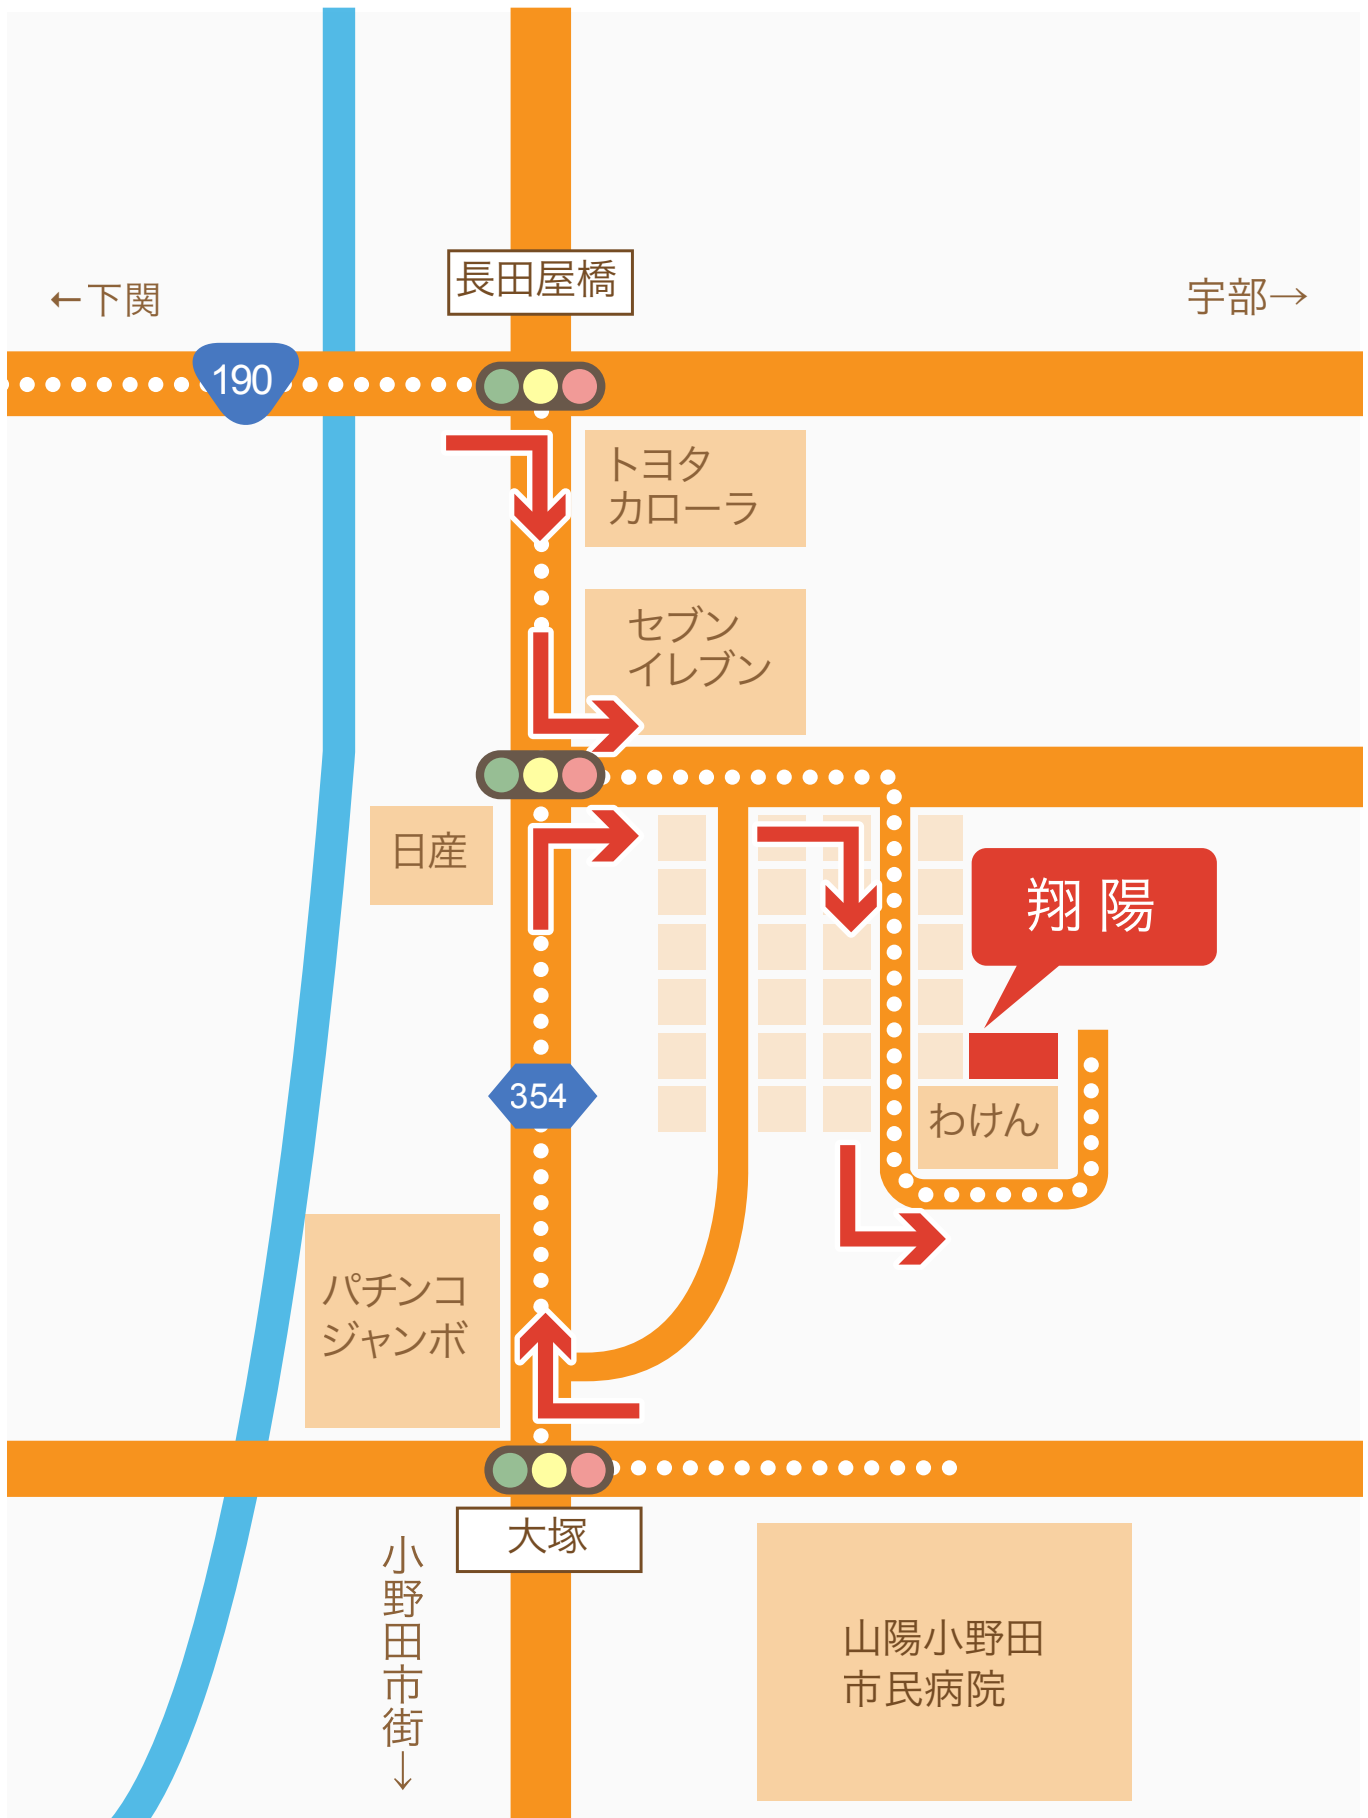 長田屋橋
←下関
宇部→
190
トヨタ
カローラ
セブン
イレブン
日産
翔陽
354
わけん
パチンコ
ジャンボ
大塚
小野田市街→
山陽小野田
市民病院